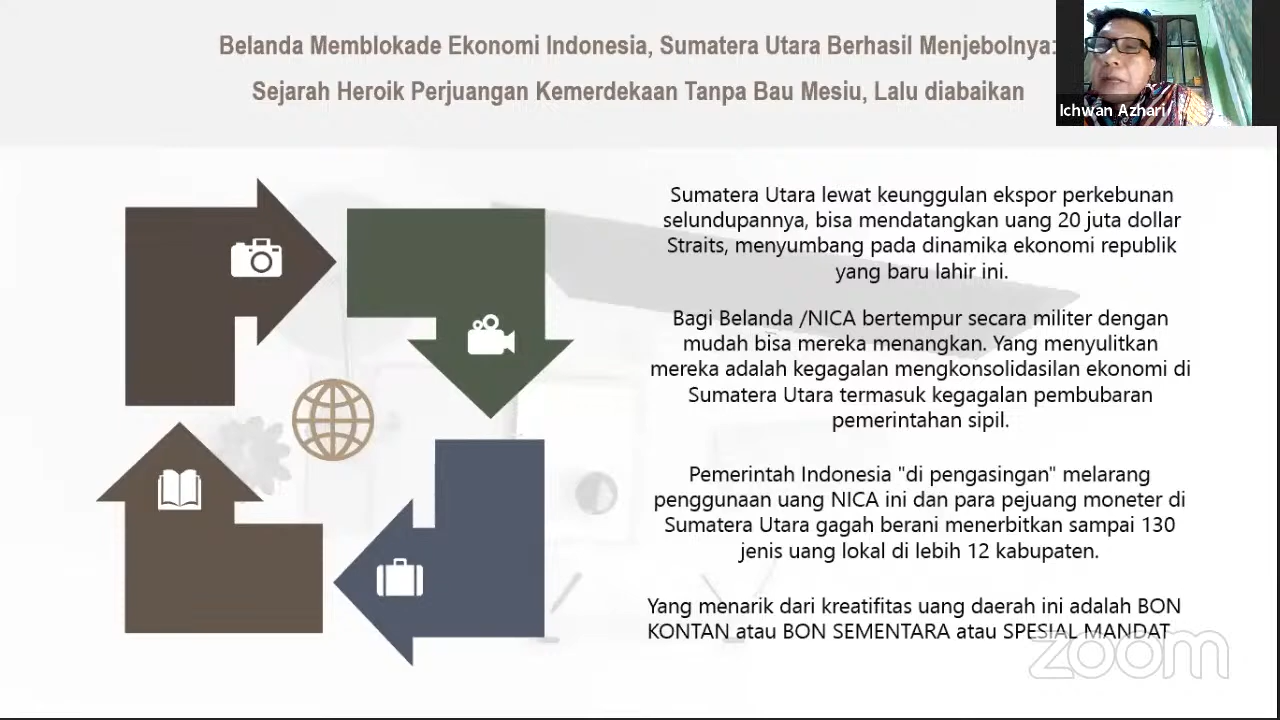 Belanda Memblokade Ekonomi Indonesia, Sumatera Utara Berhasil Menjebolnya:
Sejarah Heroik Perjuangan Kemerdekaan Tanpa Bau Mesiu, Lalu diabaikan
Ichwan Azhari
Sumatera Utara lewat keunggulan ekspor perkebunan
selundupannya, bisa mendatangkan uang 20 juta dollar
Straits, menyumbang pada dinamika ekonomi republik
yang baru lahir ini.
Bagi Belanda /NICA bertempur secara militer dengan
mudah bisa mereka menangkan. Yang menyulitkan
mereka adalah kegagalan mengkonsolidasilan ekonomi di
Sumatera Utara termasuk kegagalan pembubaran
pemerintahan sipil.
Pemerintah Indonesia "di pengasingan" melarang
penggunaan uang NICA ini dan para pejuang moneter di
Sumatera Utara gagah berani menerbitkan sampai 130
jenis uang lokal di lebih 12 kabupaten.
Yang menarik dari kreatifitas uang daerah ini adalah BON
KONTAN atau BON SEMENTARA atau SPESIAL MANDAT
zoom